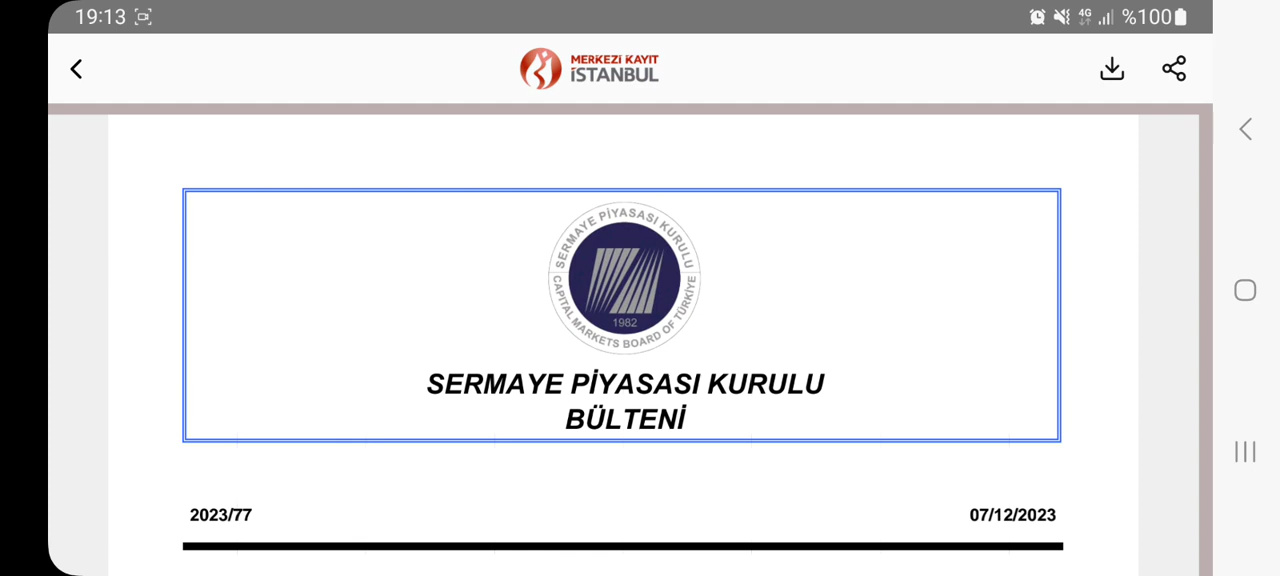 19:13
4G
%100
MERKEZİ KAYIT
İSTANBUL
SERMAYE PİYASASI KURULU
CAPITAL MARKETS BOARD OF TÜRKİYE
1982
SERMAYE PİYASASI KURULU
BÜLTENİ
2023/77
07/12/2023